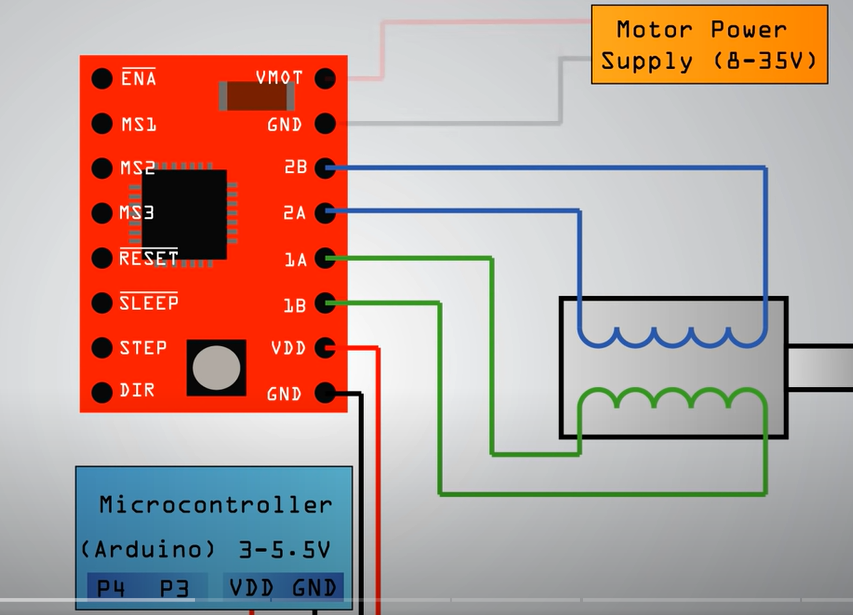 Motor Power
Supply (8-35V)
ENA
VMOT
MS1
GND
MS2
2B
MS3
2A
RESET
1A
SLEEP
1B
STEP
VDD
DIR
GND
Microcontroller
(Arduino) 3-5.5V
P4 P3 VDD GND